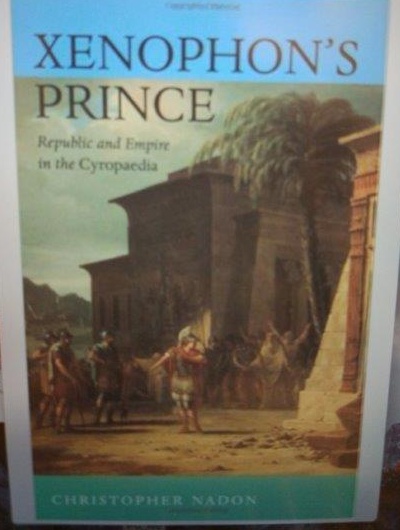 XENOPHON'S
PRINCE
Republic and Empire
in the Cyropaedia
CHRISTOPHER NADON